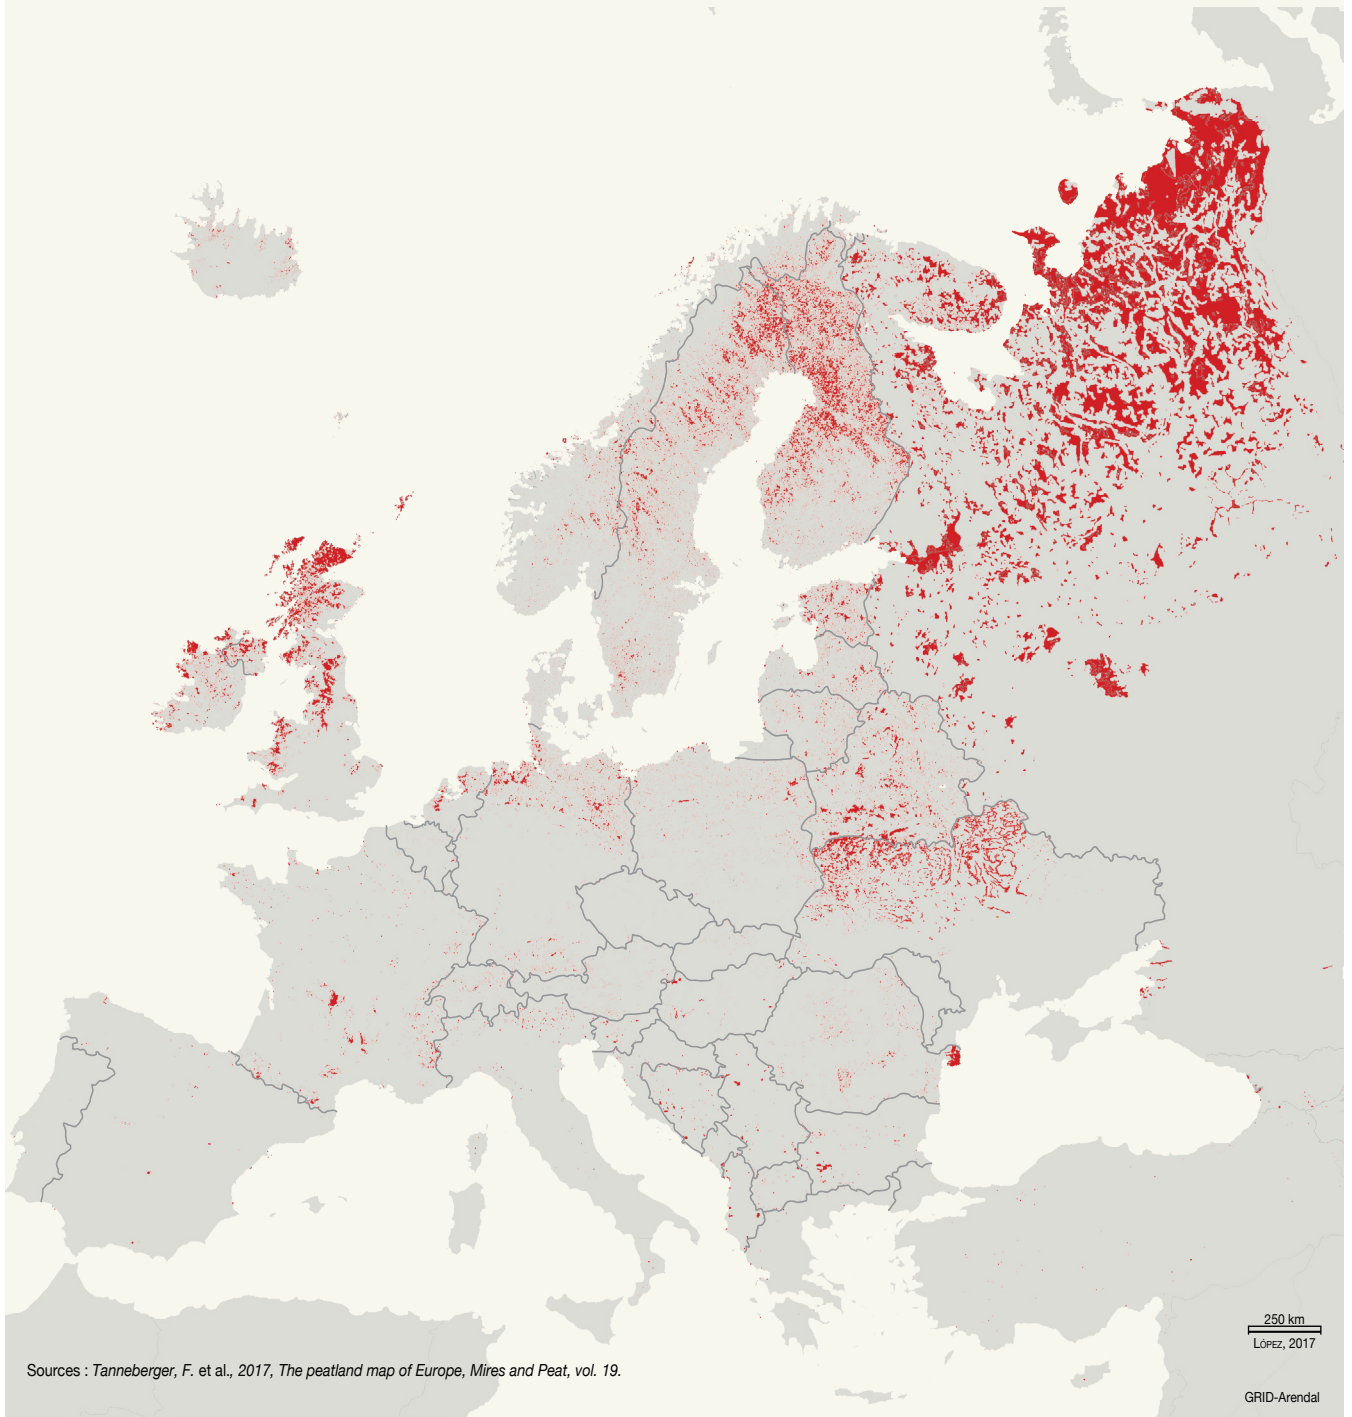 250 km
López, 2017
Sources : Tanneberger, F. et al., 2017, The peatland map of Europe, Mires and Peat, vol. 19.
GRID-Arendal